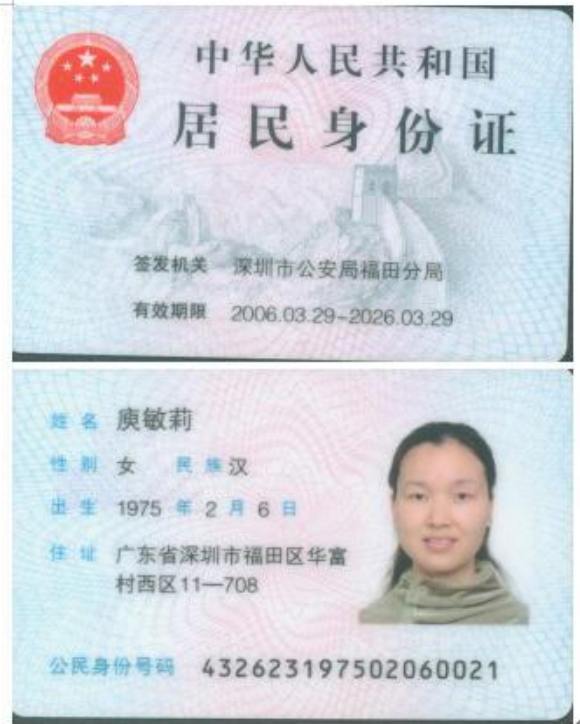 中华人民共和国
居民身份证
签发机关 深圳市公安局福田分局
有效期限 2006.03.29-2026.03.29
姓名 庾敏莉
性别 女 民族 汉
出生 1975 年 2 月 6 日
住址 广东省深圳市福田区华富
村西区11—708
公民身份号码 432623197502060021